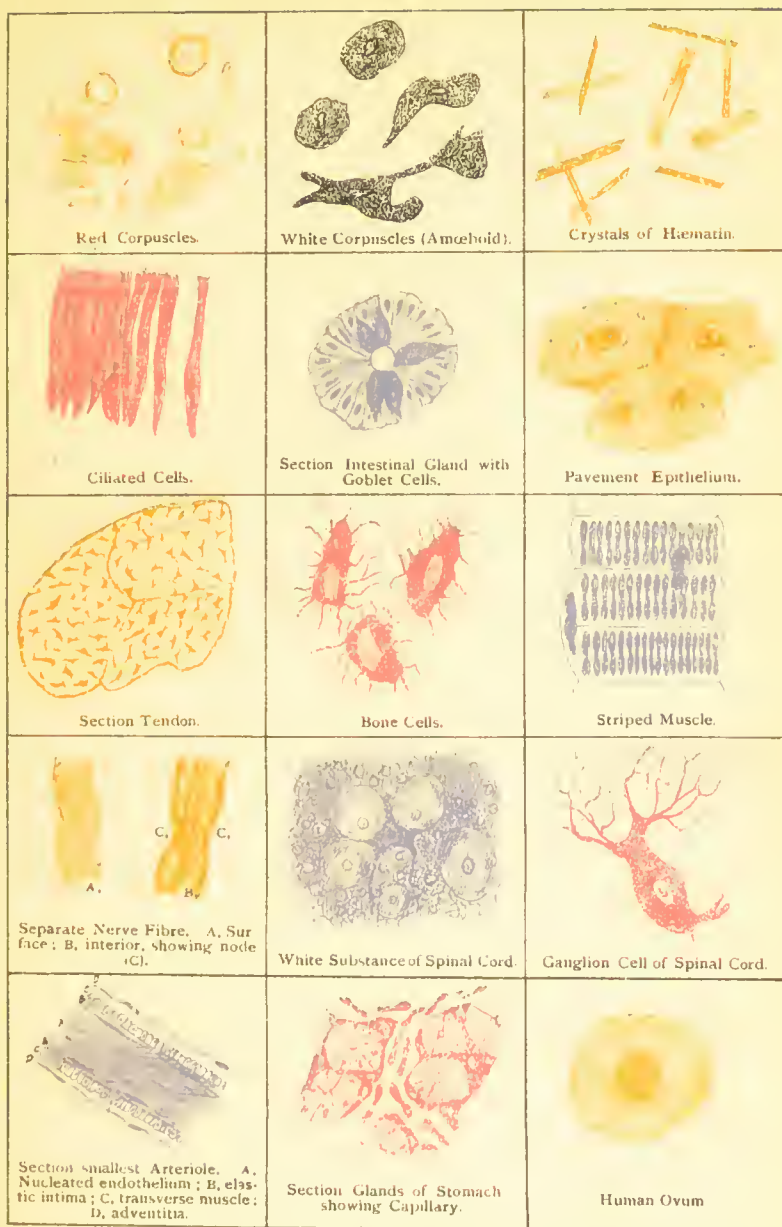 Red Corpuscles.
White Corpuscles (Amœboid).
Crystals of Hæmatin.
Ciliated Cells.
Section Intestinal Gland with
Goblet Cells.
Pavement Epithelium.
Section Tendon.
Bone Cells.
Striped Muscle.
C,
C,
A,
B,
Separate Nerve Fibre. A, Sur
face; B, interior, showing node
(C).
White Substance of Spinal Cord.
Ganglion Cell of Spinal Cord.
Section smallest Arteriole. A,
Nucleated endothelium; B, elas-
tic intima; C, transverse muscle;
D, adventitia.
Section Glands of Stomach
showing Capillary.
Human Ovum